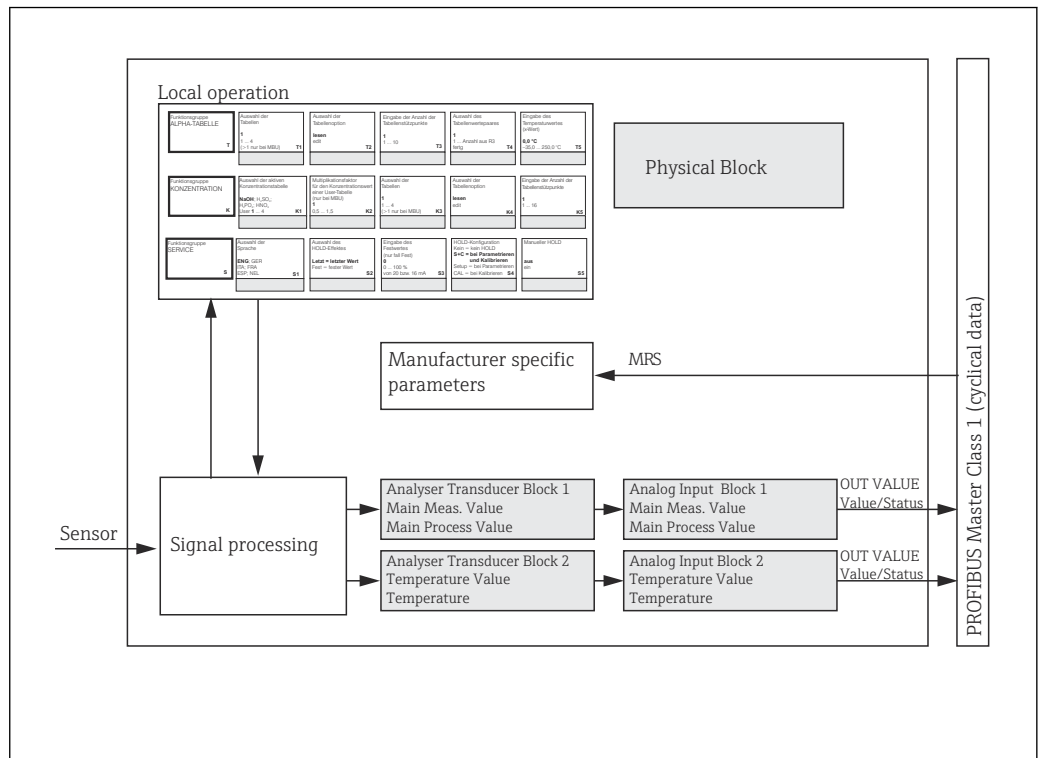 Local operation
Funktionsgruppe
ALPHA-TABELLE
T
Auswahl der
Tabellen
1
1 ... 4
(>1 nur bei MBU) T1
Auswahl der
Tabellenoption
lesen
edit
T2
Eingabe der Anzahl der
Tabellenstützpunkte
1
1 ... 10
T3
Auswahl des
Tabellenwertepaares
1
1 ... Anzahl aus R3
T4
Eingabe des
Temperaturwertes
(x-Wert)
0,0 °C
-35,0 ... 250,0 °C T5
Funktionsgruppe
KONZENTRATION
K
Auswahl der aktiven
Konzentrationstabelle
NaOH; H₂SO₄;
H₃PO₄; HNO₃
User 1 ... 4 K1
Multiplikationsfaktor
für den Konzentrationswert
einer User-Tabelle
(nur bei MBU)
1
0,5 ... 1,5 K2
Auswahl der
Tabellen
1
1 ... 4
(>1 nur bei MBU) K3
Auswahl der
Tabellenoption
lesen
edit
K4
Eingabe der Anzahl der
Tabellenstützpunkte
1
1 ... 16
K5
Funktionsgruppe
SERVICE
S
Auswahl der
Sprache
ENG; GER
ITA; FRA
ESP; NEL S1
Auswahl des
HOLD-Effektes
Letzt = letzter Wert
Fest = fester Wert
S2
Eingabe des
Festwertes
(nur fall Fest)
0
0 ... 100 %
von 20 bzw. 16 mA S3
HOLD-Konfiguration
Kein = kein HOLD
S+C = bei Parametrieren
und Kalibrieren
Setup = bei Parametrieren
CAL = bei Kalibrieren S4
Manueller HOLD
aus
ein
S5
Physical Block
Manufacturer specific
parameters
MRS
Sensor
Signal processing
Analyser Transducer Block 1
Main Meas. Value
Main Process Value
Analog Input Block 1
Main Meas. Value
Main Process Value
OUT VALUE
Value/Status
Analyser Transducer Block 2
Temperature Value
Temperature
Analog Input Block 2
Temperature Value
Temperature
OUT VALUE
Value/Status
PROFIBUS Master Class 1 (cyclical data)